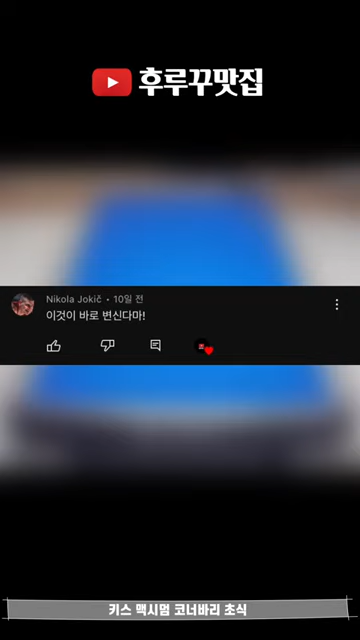 후루꾸맛집
Nikola Jokič • 10일 전
이것이 바로 변신다마!
키스 맥시멈 코너바리 초식